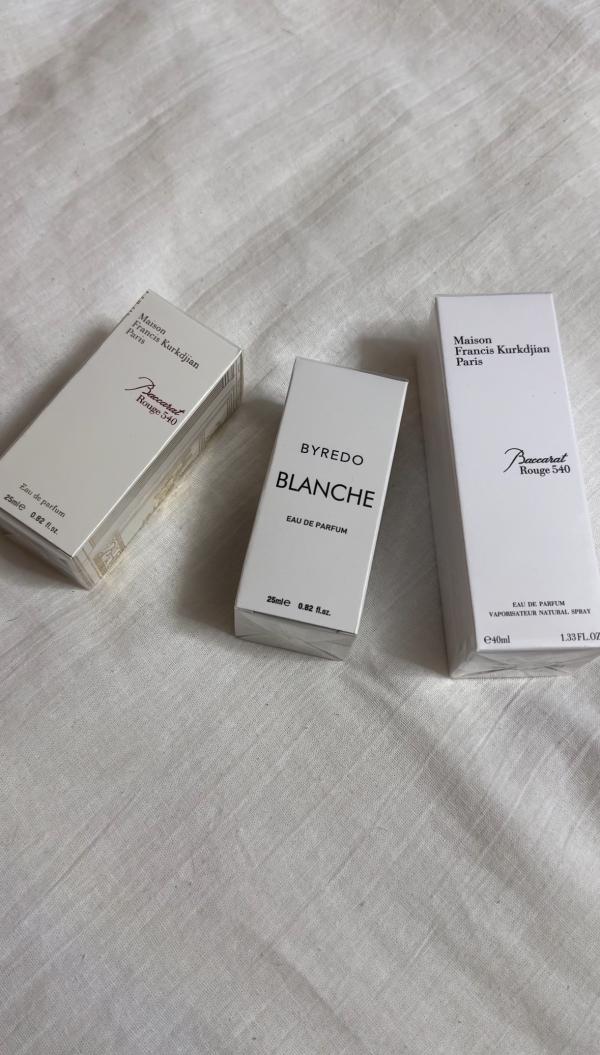 Maison
Francis Kurkdjian
Paris
Baccarat
Rouge 540
Eau de parfum
25ml e 0.82 fl.oz.
BYREDO
BLANCHE
EAU DE PARFUM
25ml e 0.82 fl.oz.
Maison
Francis Kurkdjian
Paris
Baccarat
Rouge 540
EAU DE PARFUM
VAPORISATEUR NATURAL SPRAY
e40ml 1.33 FL.OZ